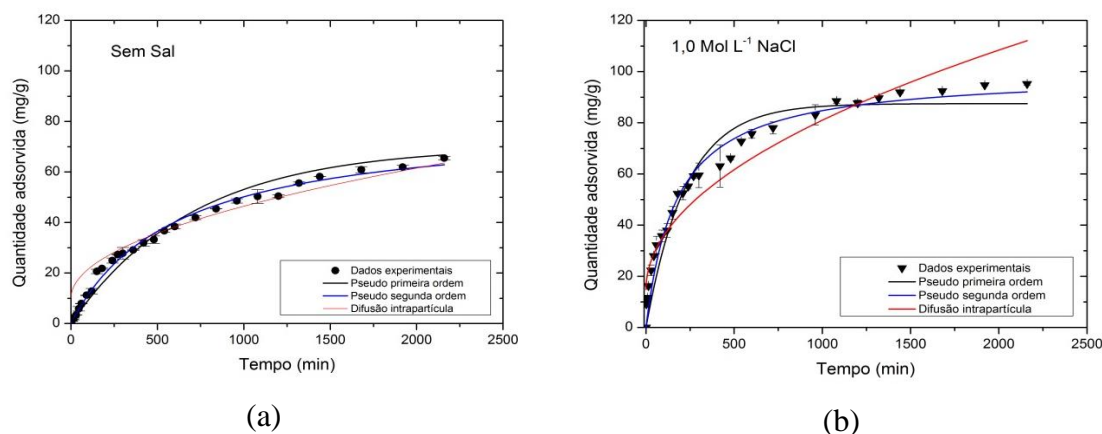 120
100
80
60
40
20
0
Quantidade adsorvida (mg/g)
Sem Sal
Dados experimentais
Pseudo primeira ordem
Pseudo segunda ordem
Difusão intrapartícula
0 500 1000 1500 2000 2500
Tempo (min)
(a)
120
100
80
60
40
20
0
Quantidade adsorvida (mg/g)
1,0 Mol L⁻¹ NaCl
Dados experimentais
Pseudo primeira ordem
Pseudo segunda ordem
Difusão intrapartícula
0 500 1000 1500 2000 2500
Tempo (min)
(b)